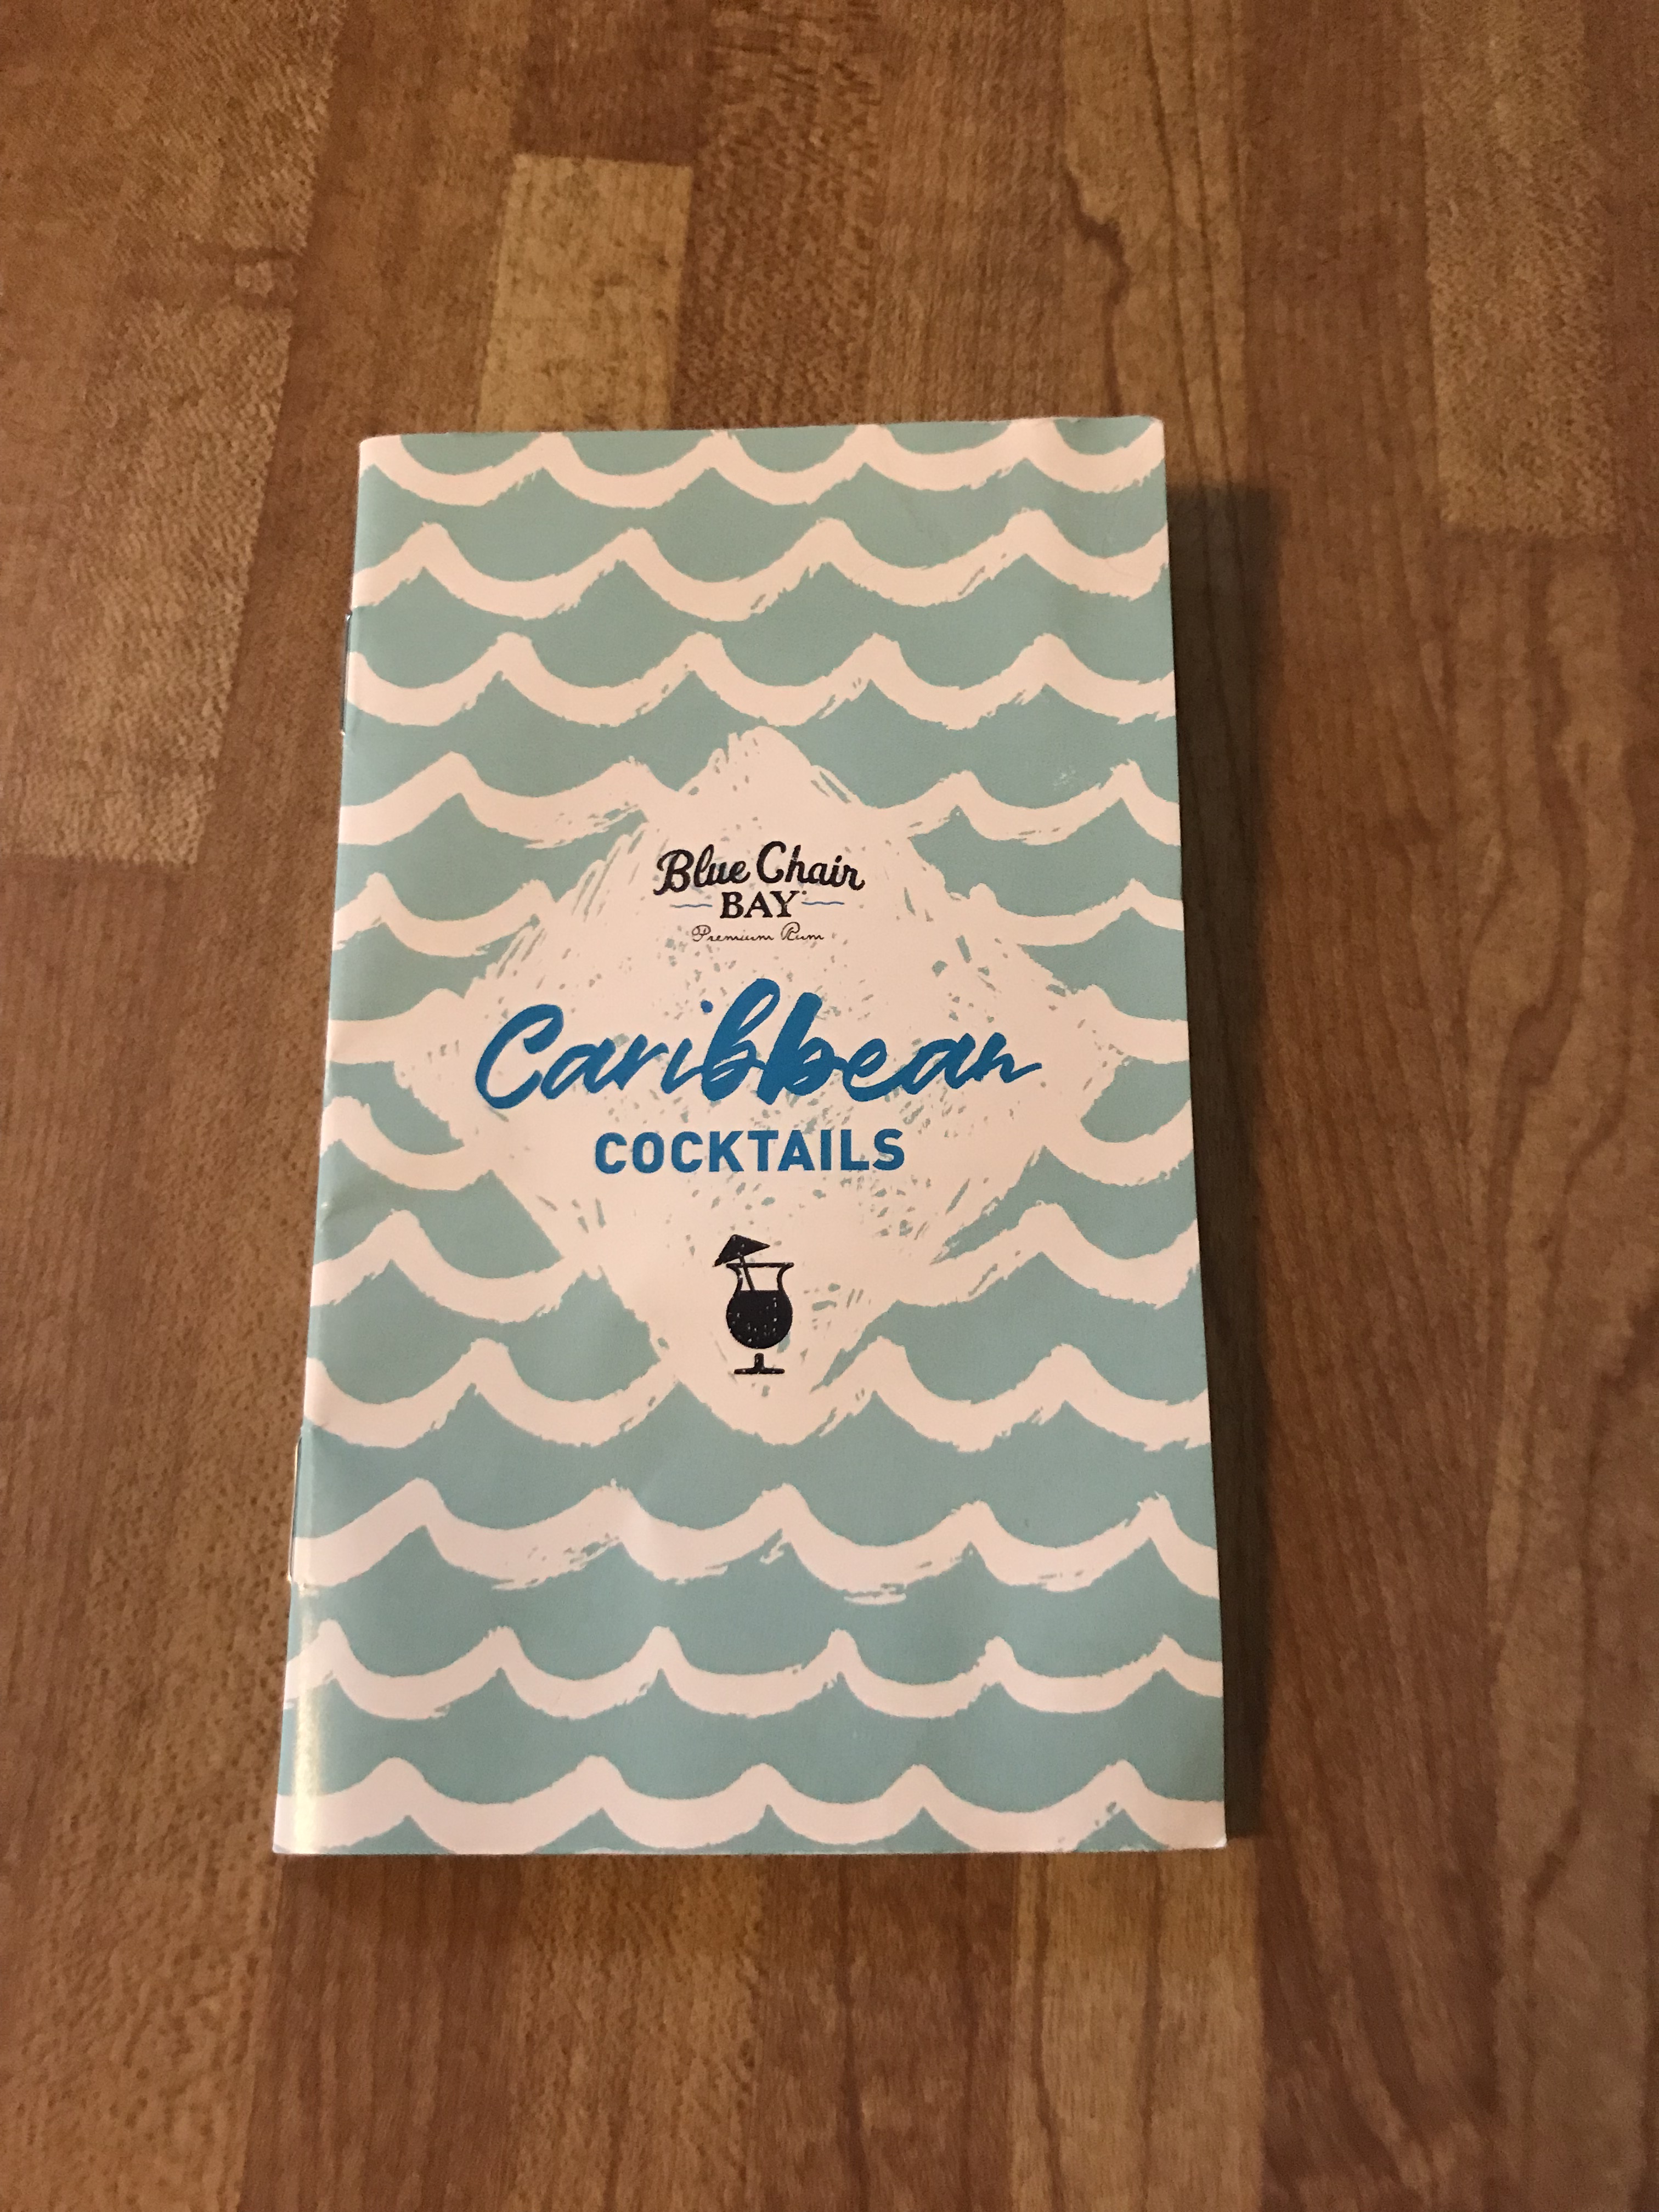 Blue Chair
BAY
Premium Rum
Caribbean
COCKTAILS